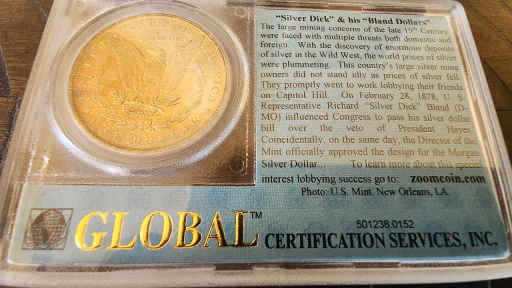 "Silver Dick" & his "Bland Dollars"
The large mining concerns of the late 19th Century
were faced with multiple threats both domestic and
foreign. With the discovery of enormous deposits
of silver in the Wild West, the world prices of silver
were plummeting. This country's large silver mine
owners did not stand idly as prices of silver fell.
They promptly went to work lobbying their friends
on Capitol Hill. On February 28, 1878, U. S.
Representative Richard "Silver Dick" Bland (D-
MO) influenced Congress to pass his silver dollar
bill over the veto of President Hayes.
Coincidentally, on the same day, the Director of the
Mint officially approved the design for the Morgan
Silver Dollar. To learn more about this special
interest lobbying success go to: zoomcoin.com
Photo: U.S. Mint, New Orleans, LA.
501238.0152
GLOBAL™ CERTIFICATION SERVICES, INC.